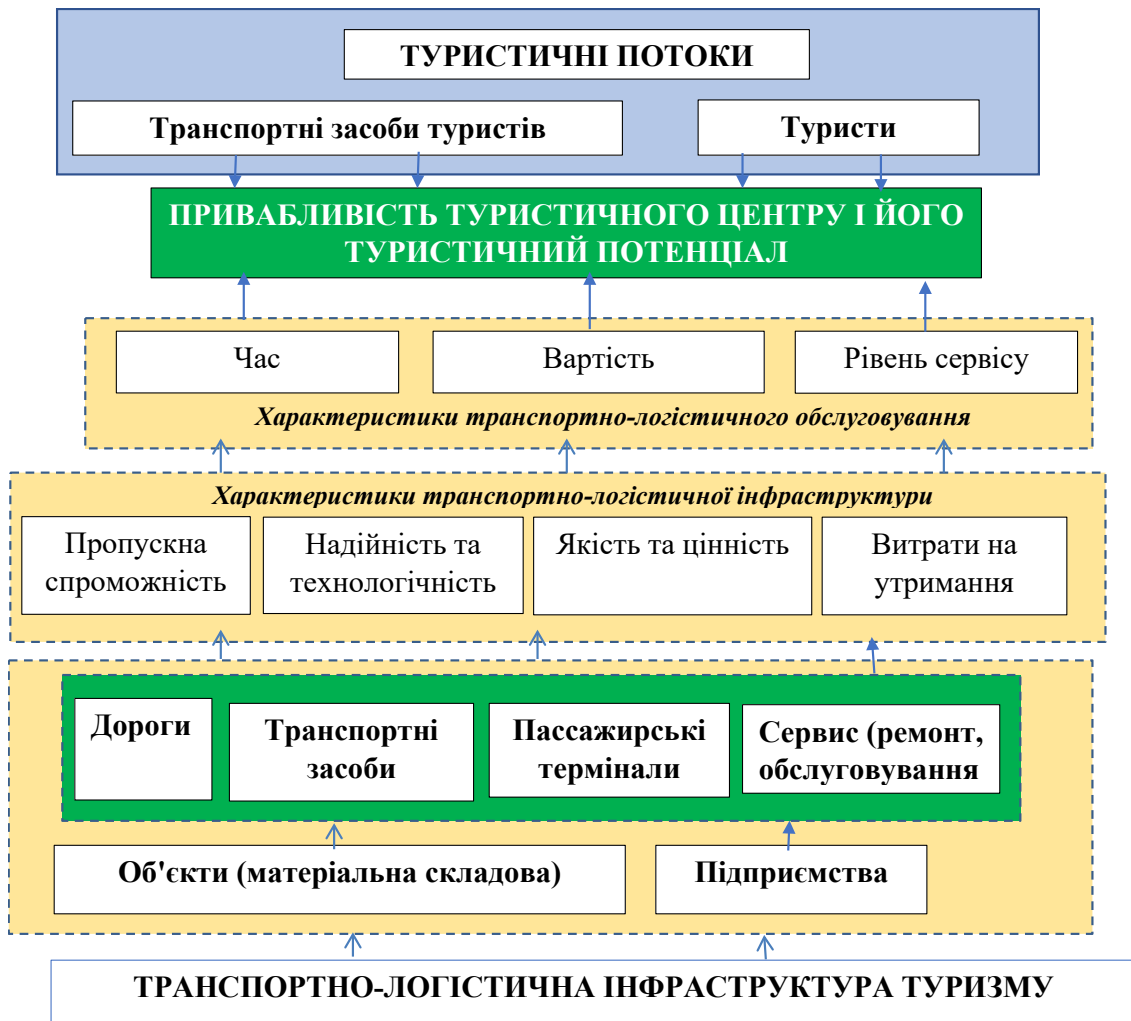 ТУРИСТИЧНІ ПОТОКИ
Транспортні засоби туристів
Туристи
ПРИВАБЛИВІСТЬ ТУРИСТИЧНОГО ЦЕНТРУ І ЙОГО
ТУРИСТИЧНИЙ ПОТЕНЦІАЛ
Час
Вартість
Рівень сервісу
Характеристики транспортно-логістичного обслуговування
Характеристики транспортно-логістичної інфраструктури
Пропускна
спроможність
Надійність та
технологічність
Якість та цінність
Витрати на
утримання
Дороги
Транспортні
засоби
Пассажирські
термінали
Сервис (ремонт,
обслуговування
Об'єкти (матеріальна складова)
Підприємства
ТРАНСПОРТНО-ЛОГІСТИЧНА ІНФРАСТРУКТУРА ТУРИЗМУ